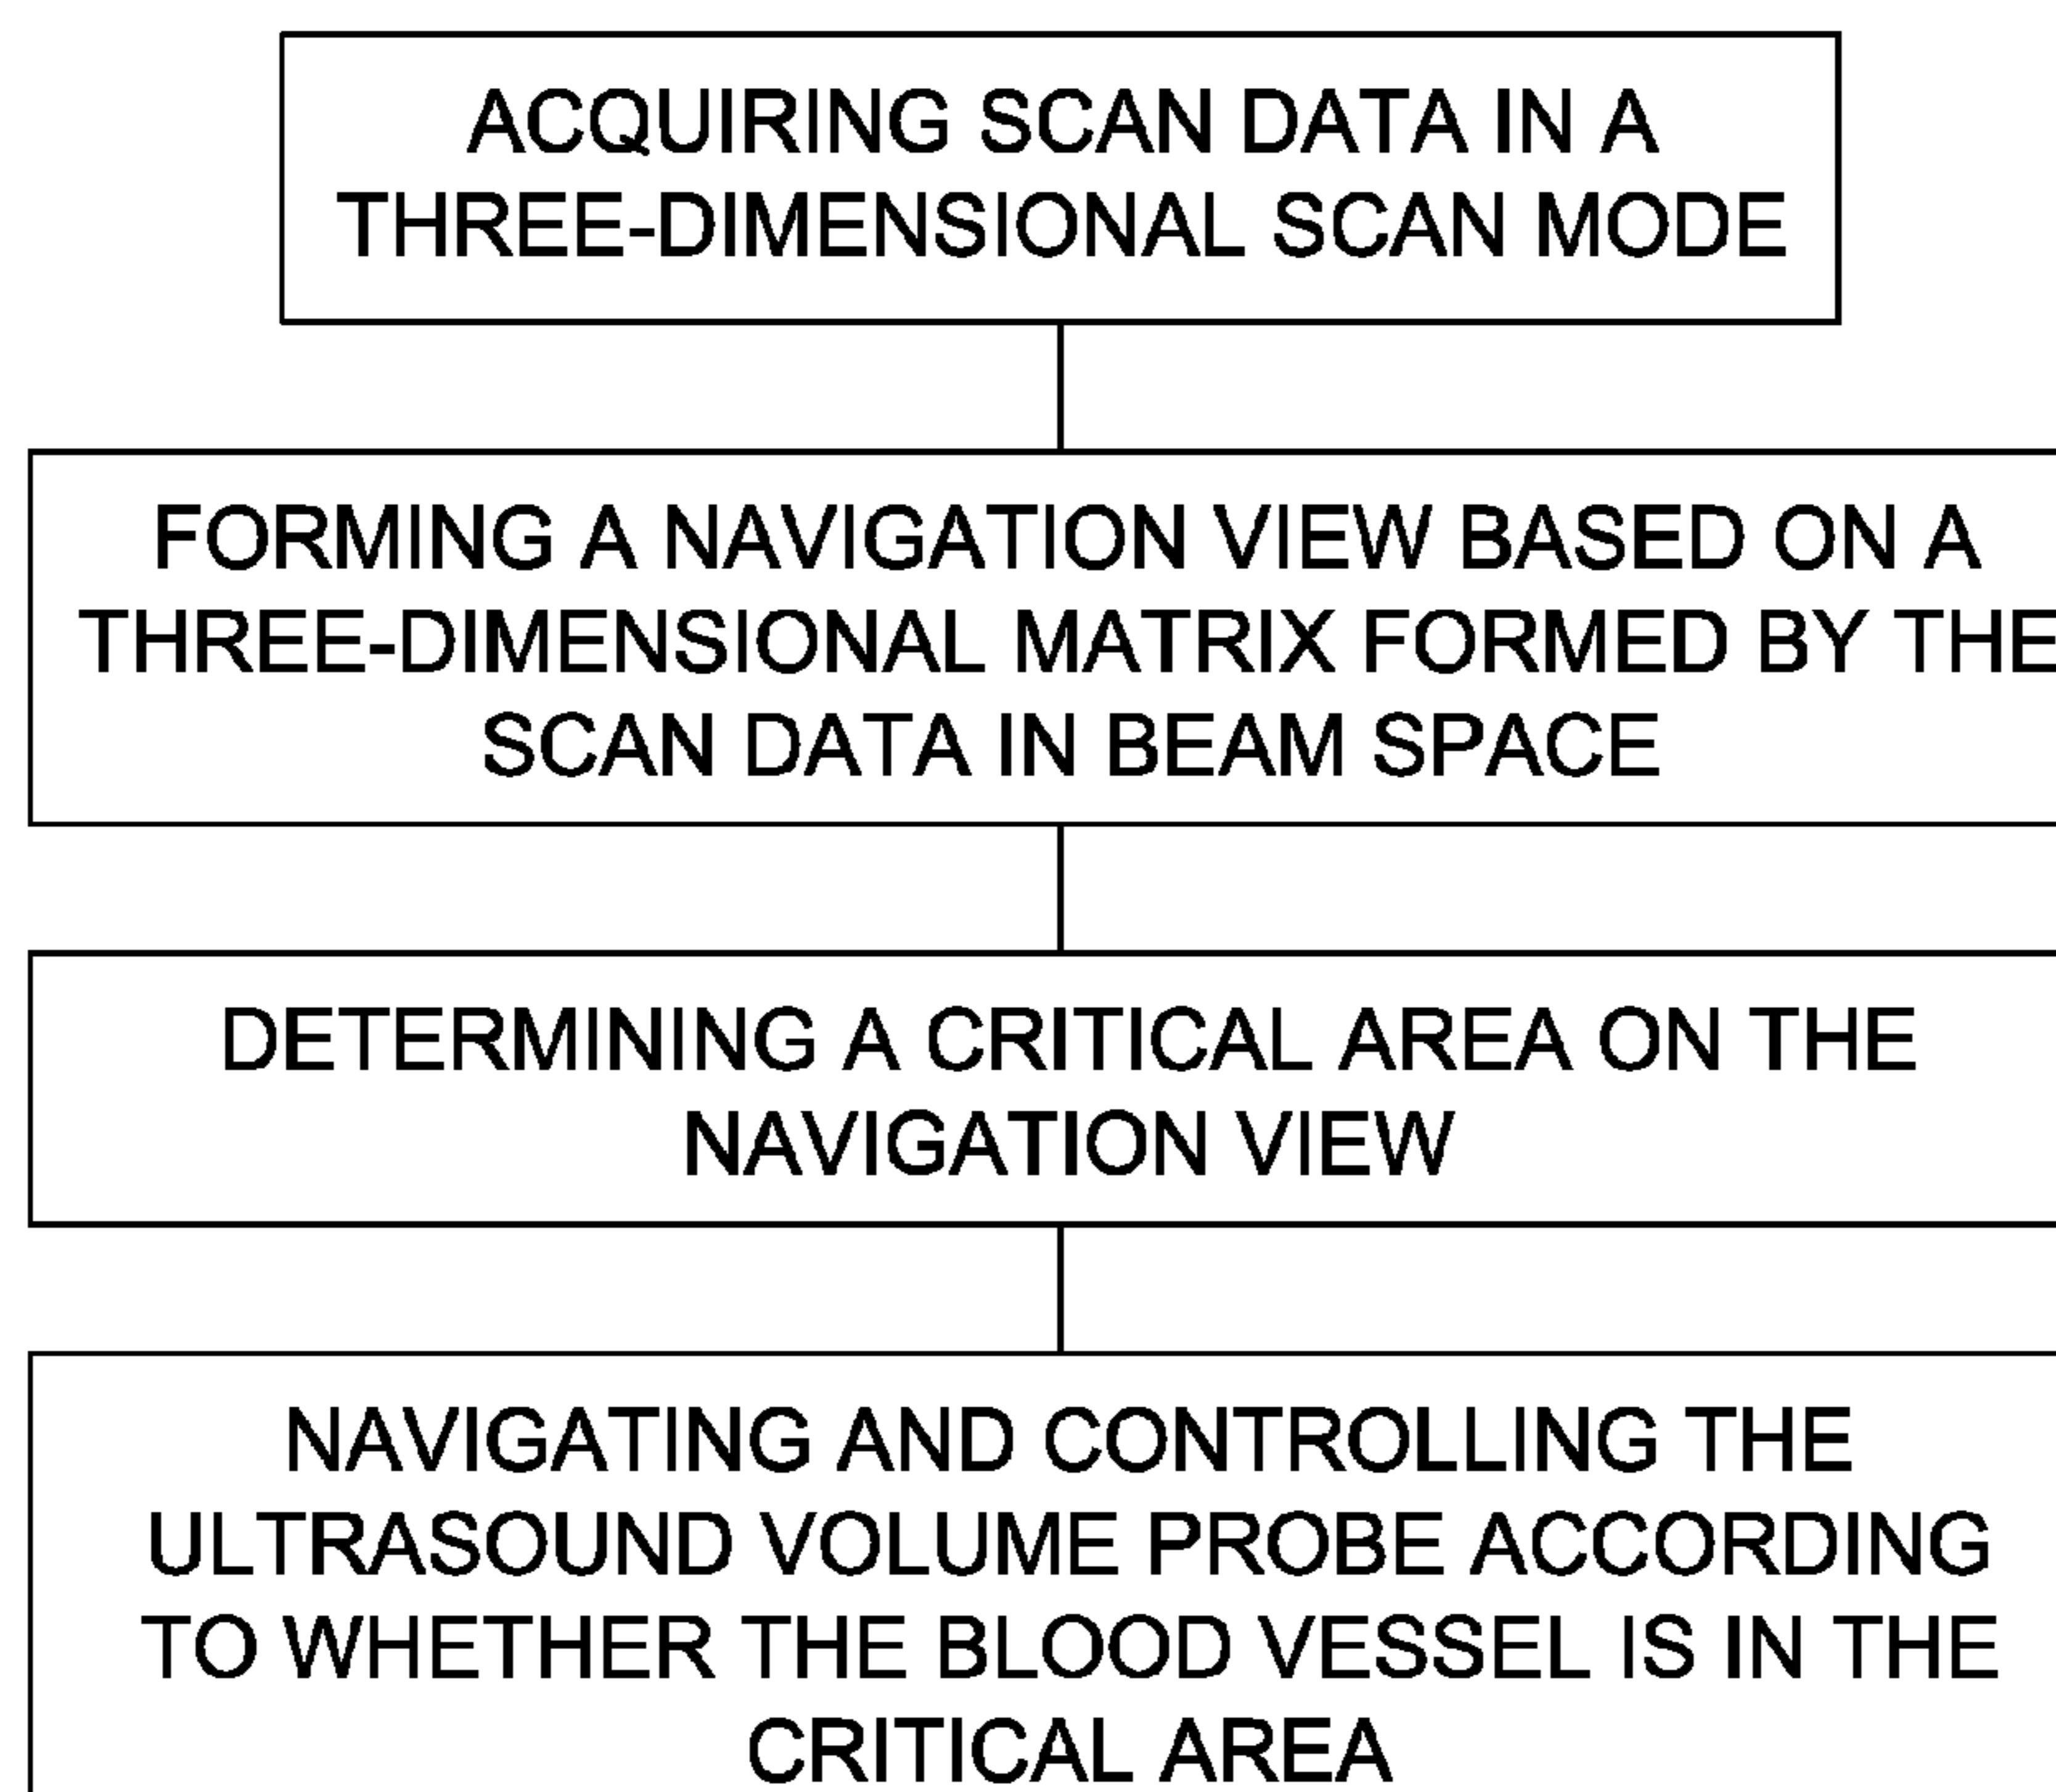 ACQUIRING SCAN DATA IN A
THREE-DIMENSIONAL SCAN MODE
FORMING A NAVIGATION VIEW BASED ON A
THREE-DIMENSIONAL MATRIX FORMED BY THE
SCAN DATA IN BEAM SPACE
DETERMINING A CRITICAL AREA ON THE
NAVIGATION VIEW
NAVIGATING AND CONTROLLING THE
ULTRASOUND VOLUME PROBE ACCORDING
TO WHETHER THE BLOOD VESSEL IS IN THE
CRITICAL AREA